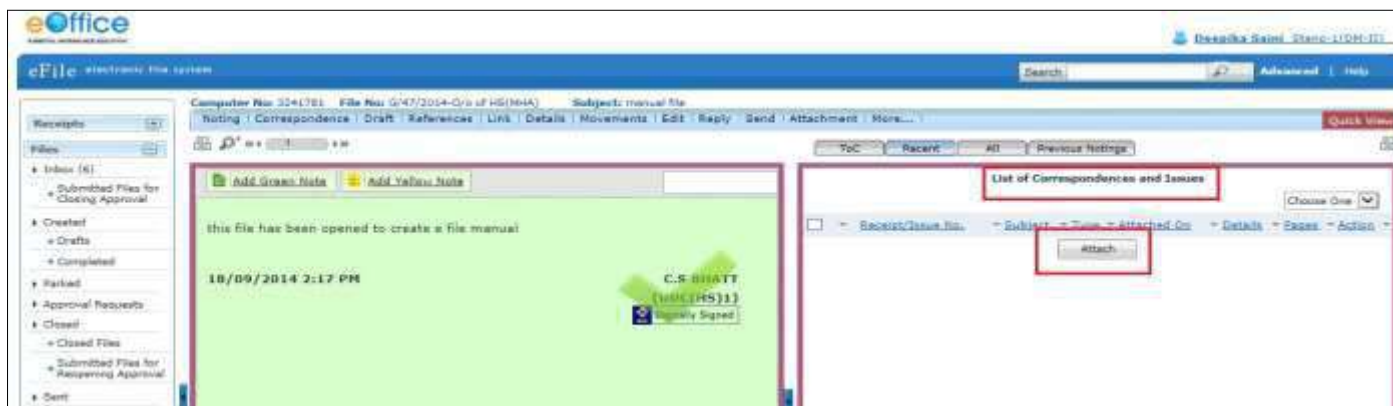 eOffice
Deepika Saini
eFile electronic file system
Search
Advanced | Help
Computer No: 3241781 File No: G/47/2014-O/o of HS(MHA) Subject: manual file
Noting | Correspondence | Draft | References | Link | Details | Movements | Edit | Reply | Send | Attachment | More...
Quick View
Receipts
Files
Inbox (6)
Submitted Files for
Closing Approval
Created
Drafts
Completed
Parked
Approval Requests
Closed
Closed Files
Submitted Files for
Reopening Approval
Sent
1
Add Green Note
Add Yellow Note
this file has been opened to create a file manual
18/09/2014 2:17 PM
C.S BHATT
Digitally Signed
ToC
Recent
All
Previous Notings
List of Correspondences and Issues
Choose One
Receipt/Issue No. Subject Type Attached On Details Pages Action
Attach